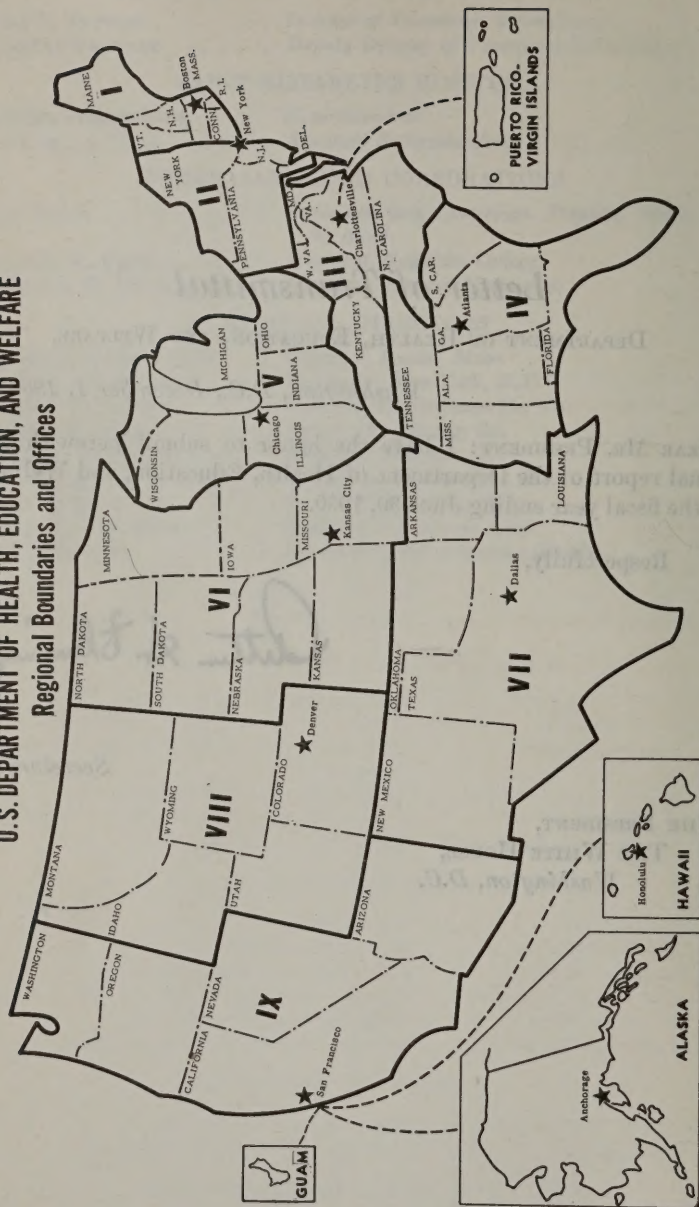 U.S. DEPARTMENT OF HEALTH, EDUCATION, AND WELFARE
Regional Boundaries and Offices
WASHINGTON
OREGON
CALIFORNIA
NEVADA
IDAHO
MONTANA
WYOMING
UTAH
COLORADO
ARIZONA
NEW MEXICO
NORTH DAKOTA
SOUTH DAKOTA
NEBRASKA
KANSAS
MINNESOTA
IOWA
MISSOURI
OKLAHOMA
TEXAS
ARKANSAS
LOUISIANA
WISCONSIN
MICHIGAN
ILLINOIS
INDIANA
OHIO
KENTUCKY
TENNESSEE
MISS.
ALA.
GA.
FLORIDA
S. CAR.
N. CAROLINA
W. VA.
VA.
MD.
DEL.
PENNSYLVANIA
N.J.
NEW YORK
VT.
N.H.
MAINE
MASS.
CONN.
R.I.
I
II
III
IV
V
VI
VII
VIII
IX
Boston
New York
Charlottesville
Atlanta
Chicago
Kansas City
Dallas
Denver
San Francisco
GUAM
Anchorage
ALASKA
Honolulu
HAWAII
PUERTO RICO-
VIRGIN ISLANDS